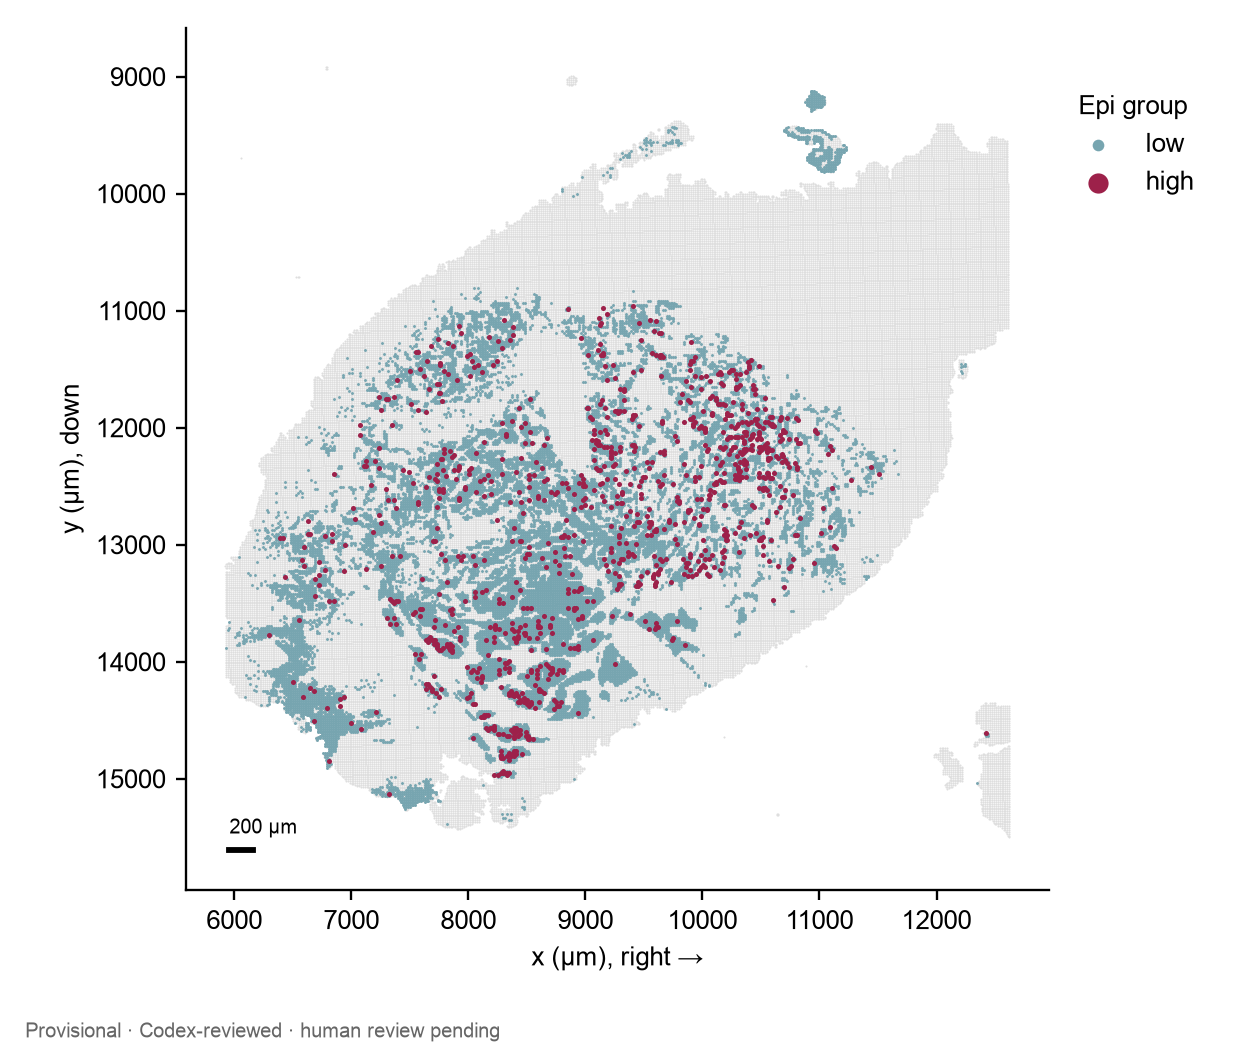 9000
10000
11000
12000
13000
14000
15000
y (µm), down
6000 7000 8000 9000 10000 11000 12000
x (µm), right →
200 µm
Epi group
low
high
Provisional · Codex-reviewed · human review pending